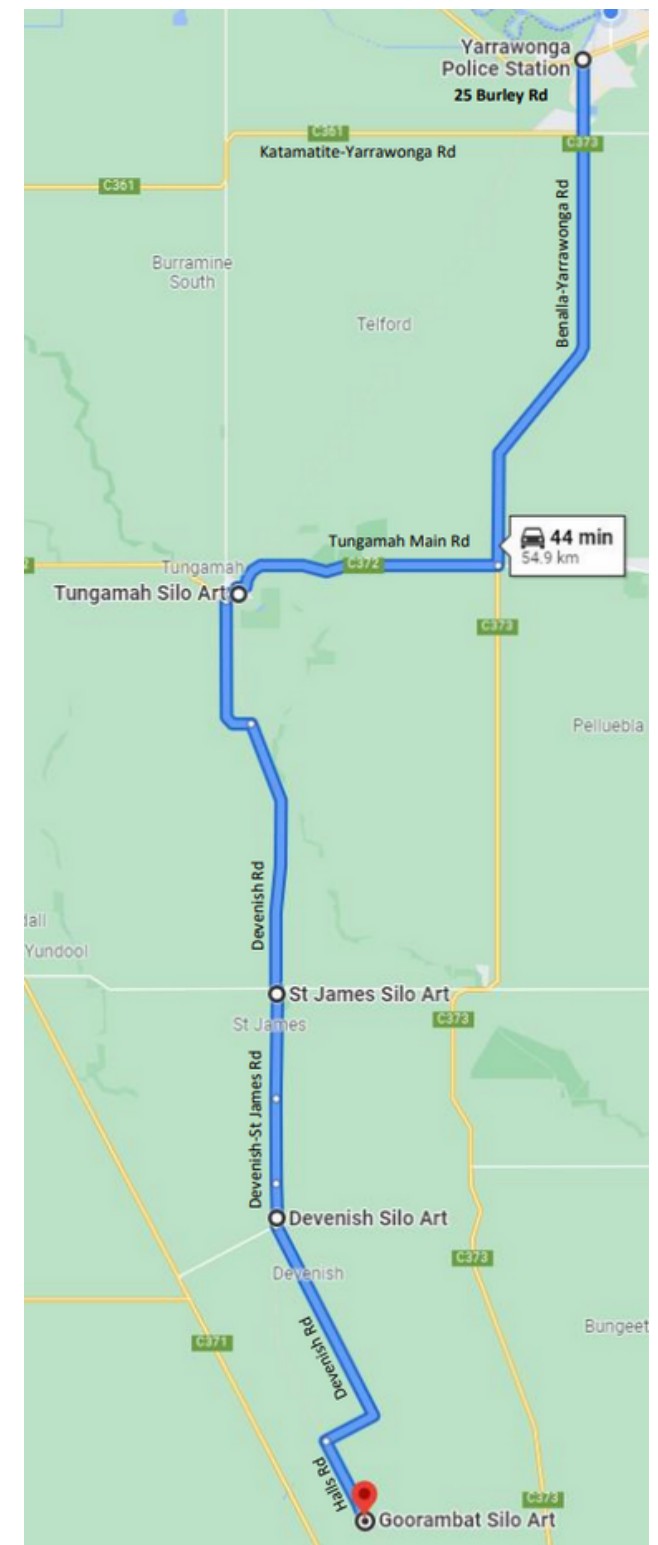 Yarrawonga
Police Station
25 Burley Rd
C361
Katamatite-Yarrawonga Rd
C373
C361
Benalla-Yarrawonga Rd
Burramine
South
Telford
Tungamah Main Rd
44 min
54.9 km
Tungamah
C372
Tungamah Silo Art
C373
Pelluebla
Devenish Rd
Yundool
St James Silo Art
St James
C373
Devenish-St James Rd
Devenish Silo Art
C373
Devenish
Bungeet
C371
Devenish Rd
Halls Rd
C373
Goorambat Silo Art